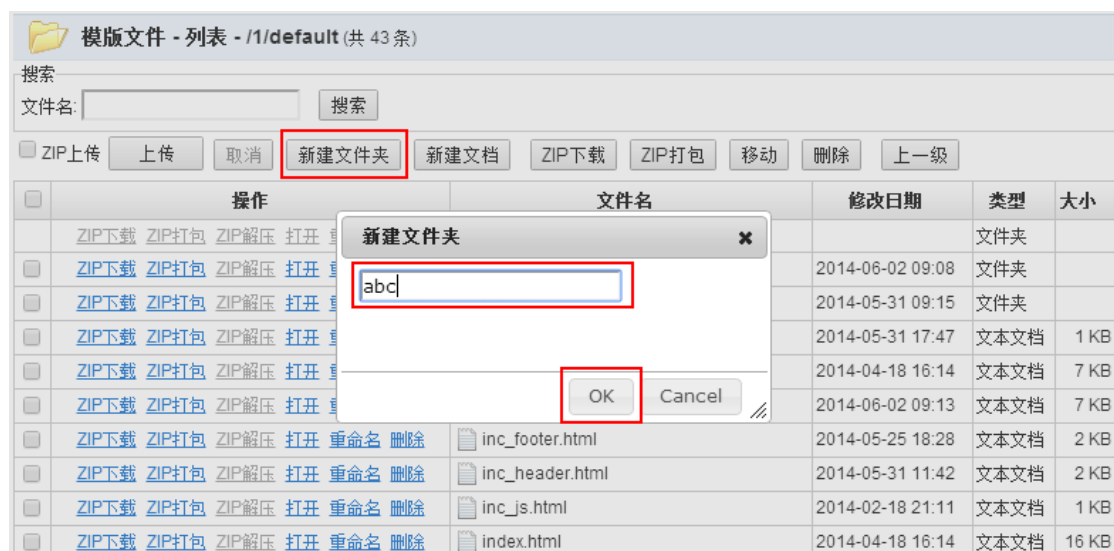 模版文件 - 列表 - /1/default (共 43 条)
搜索
文件名: 搜索
ZIP上传 上传 取消 新建文件夹 新建文档 ZIP下载 ZIP打包 移动 删除 上一级
操作 文件名 修改日期 类型 大小
ZIP下载 ZIP打包 ZIP解压 打开 文件夹
新建文件夹
ZIP下载 ZIP打包 ZIP解压 打开 2014-06-02 09:08 文件夹
abc
ZIP下载 ZIP打包 ZIP解压 打开 2014-05-31 09:15 文件夹
ZIP下载 ZIP打包 ZIP解压 打开 2014-05-31 17:47 文本文档 1 KB
ZIP下载 ZIP打包 ZIP解压 打开 2014-04-18 16:14 文本文档 7 KB
OK Cancel
ZIP下载 ZIP打包 ZIP解压 打开 2014-06-02 09:13 文本文档 7 KB
ZIP下载 ZIP打包 ZIP解压 打开 重命名 删除 inc_footer.html 2014-05-25 18:28 文本文档 2 KB
ZIP下载 ZIP打包 ZIP解压 打开 重命名 删除 inc_header.html 2014-05-31 11:42 文本文档 2 KB
ZIP下载 ZIP打包 ZIP解压 打开 重命名 删除 inc_js.html 2014-02-18 21:11 文本文档 1 KB
ZIP下载 ZIP打包 ZIP解压 打开 重命名 删除 index.html 2014-04-18 16:14 文本文档 16 KB